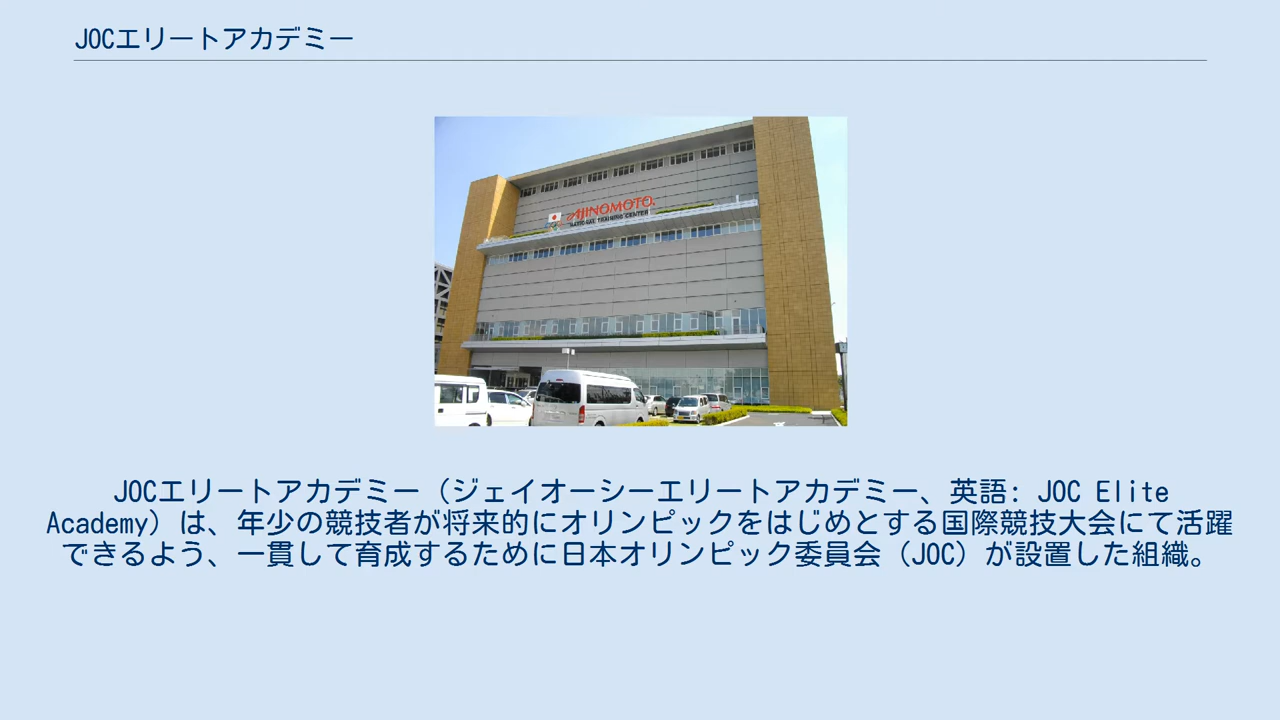 JOCエリートアカデミー
AJINOMOTO.
NATIONAL TRAINING CENTER
JOCエリートアカデミー（ジェイオーシーエリートアカデミー、英語: JOC Elite
Academy）は、年少の競技者が将来的にオリンピックをはじめとする国際競技大会にて活躍
できるよう、一貫して育成するために日本オリンピック委員会（JOC）が設置した組織。